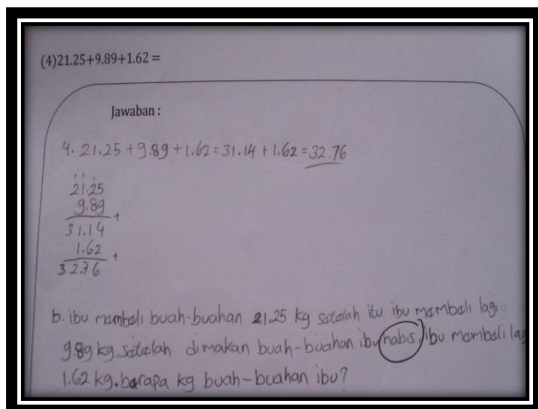 (4)21.25+9.89+1.62 =
Jawaban :
4. 21.25 + 9.89 + 1.62 = 31.14 + 1.62 = 32.76
21.25
9.89 +
31.14
1.62 +
32.76
b. ibu membeli buah-buahan 21.25 kg setelah itu ibu membeli lagi
9.89 kg. setelah dimakan buah-buahan ibu habis, ibu membeli lag
1.62 kg. berapa kg buah-buahan ibu?